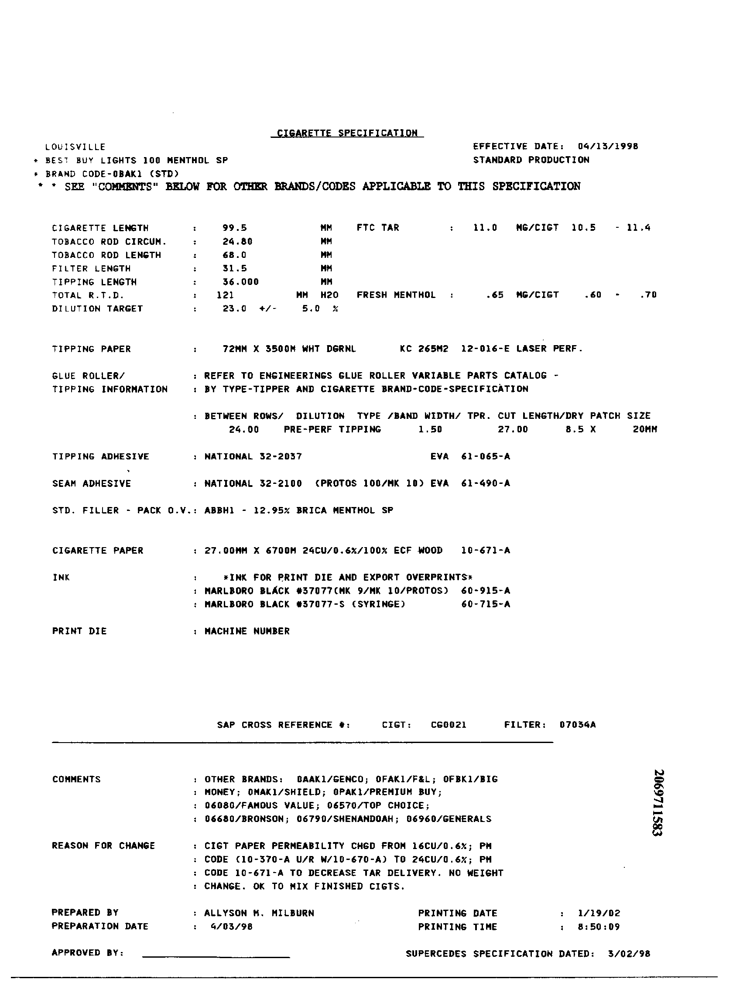 CIGARETTE SPECIFICATION
LOUISVILLE EFFECTIVE DATE: 04/13/1998
+ BEST BUY LIGHTS 100 MENTHOL SP STANDARD PRODUCTION
* BRAND CODE-0BAK1 (STD)
* * SEE "COMMENTS" BELOW FOR OTHER BRANDS/CODES APPLICABLE TO THIS SPECIFICATION
CIGARETTE LENGTH : 99.5 MM FTC TAR : 11.0 MG/CIGT 10.5 - 11.4
TOBACCO ROD CIRCUM. : 24.80 MM
TOBACCO ROD LENGTH : 68.0 MM
FILTER LENGTH : 31.5 MM
TIPPING LENGTH : 36.000 MM
TOTAL R.T.D. : 121 MM H2O FRESH MENTHOL : .65 MG/CIGT .60 - .70
DILUTION TARGET : 23.0 +/- 5.0 %
TIPPING PAPER : 72MM X 3500M WHT DGRNL KC 265M2 12-016-E LASER PERF.
GLUE ROLLER/ : REFER TO ENGINEERINGS GLUE ROLLER VARIABLE PARTS CATALOG -
TIPPING INFORMATION : BY TYPE-TIPPER AND CIGARETTE BRAND-CODE-SPECIFICATION
: BETWEEN ROWS/ DILUTION TYPE /BAND WIDTH/ TPR. CUT LENGTH/DRY PATCH SIZE
24.00 PRE-PERF TIPPING 1.50 27.00 8.5 X 20MM
TIPPING ADHESIVE : NATIONAL 32-2037 EVA 61-065-A
SEAM ADHESIVE : NATIONAL 32-2100 (PROTOS 100/MK 10) EVA 61-490-A
STD. FILLER - PACK O.V.: ABBH1 - 12.95% BRICA MENTHOL SP
CIGARETTE PAPER : 27.00MM X 6700M 24CU/0.6%/100% ECF WOOD 10-671-A
INK : *INK FOR PRINT DIE AND EXPORT OVERPRINTS*
: MARLBORO BLACK #37077(MK 9/MK 10/PROTOS) 60-915-A
: MARLBORO BLACK #37077-S (SYRINGE) 60-715-A
PRINT DIE : MACHINE NUMBER
SAP CROSS REFERENCE #: CIGT: CG0021 FILTER: 07034A
COMMENTS : OTHER BRANDS: 0AAK1/GENCO; 0FAK1/F&L; 0FBK1/BIG
: MONEY; 0MAK1/SHIELD; 0PAK1/PREMIUM BUY;
: 06080/FAMOUS VALUE; 06570/TOP CHOICE;
: 06680/BRONSON; 06790/SHENANDOAH; 06960/GENERALS
REASON FOR CHANGE : CIGT PAPER PERMEABILITY CHGD FROM 16CU/0.6%; PM
: CODE (10-370-A U/R W/10-670-A) TO 24CU/0.6%; PM
: CODE 10-671-A TO DECREASE TAR DELIVERY. NO WEIGHT
: CHANGE. OK TO MIX FINISHED CIGTS.
PREPARED BY : ALLYSON M. MILBURN PRINTING DATE : 1/19/02
PREPARATION DATE : 4/03/98 PRINTING TIME : 8:50:09
APPROVED BY: SUPERCEDES SPECIFICATION DATED: 3/02/98
2069711583